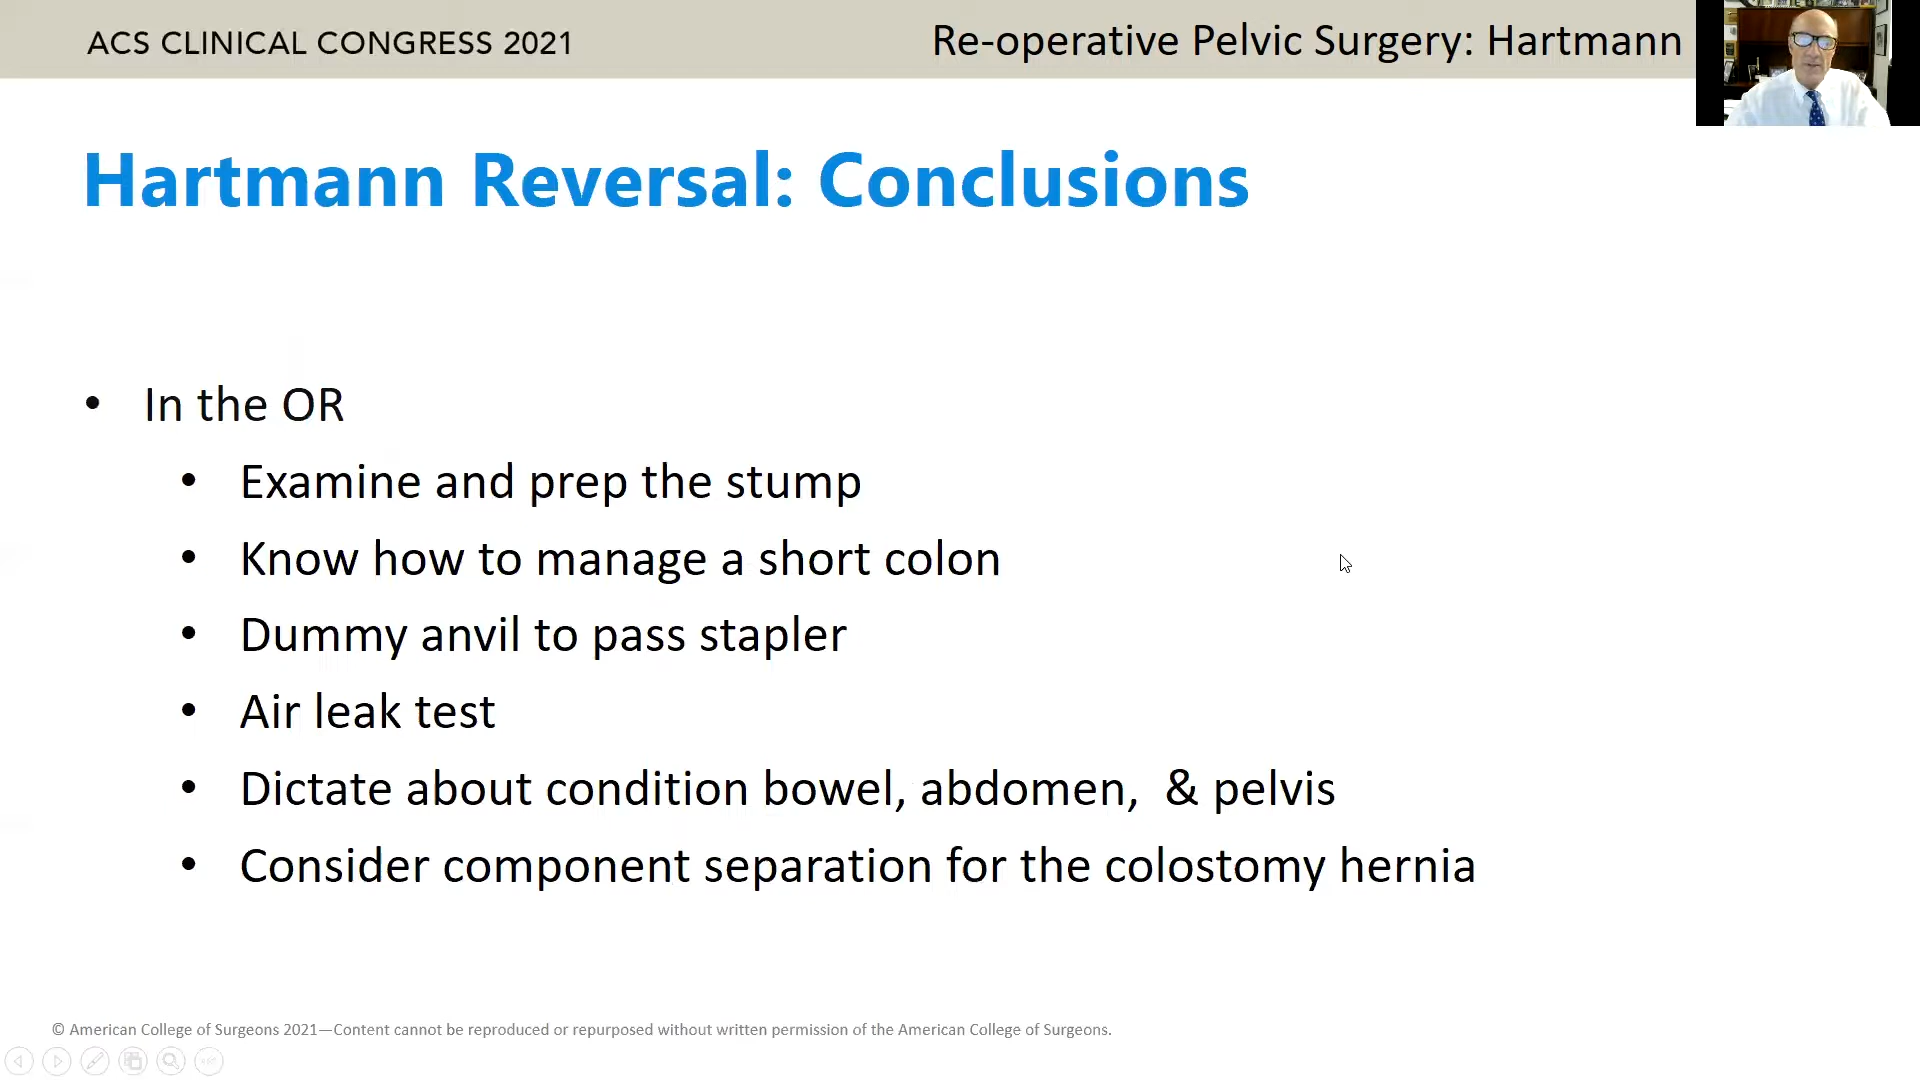 ACS CLINICAL CONGRESS 2021
Re-operative Pelvic Surgery: Hartmann
Hartmann Reversal: Conclusions
• In the OR
• Examine and prep the stump
• Know how to manage a short colon
• Dummy anvil to pass stapler
• Air leak test
• Dictate about condition bowel, abdomen,  & pelvis
• Consider component separation for the colostomy hernia
© American College of Surgeons 2021—Content cannot be reproduced or repurposed without written permission of the American College of Surgeons.